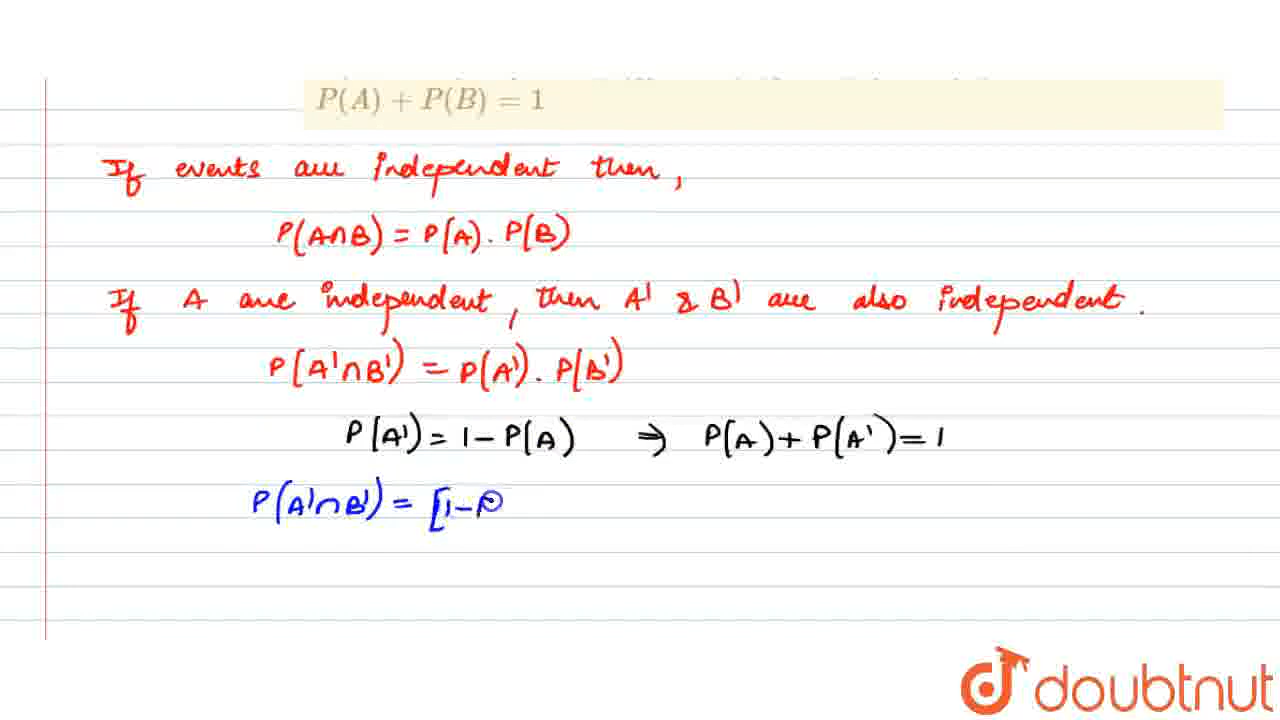 P(A) + P(B) = 1
If events are independent then,
P(A∩B) = P(A). P(B)
If A are independent, then A' & B' are also independent.
P(A'∩B') = P(A'). P(B')
P(A') = 1 - P(A) ⇒ P(A) + P(A') = 1
P(A'∩B') = [1-P
doubtnut